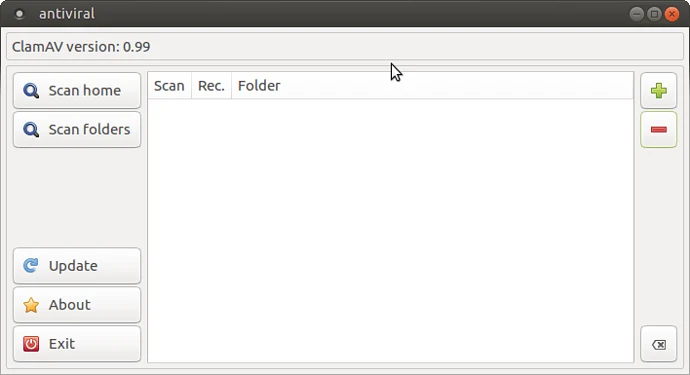 antiviral
ClamAV version: 0.99
Scan home
Scan folders
Update
About
Exit
Scan Rec. Folder